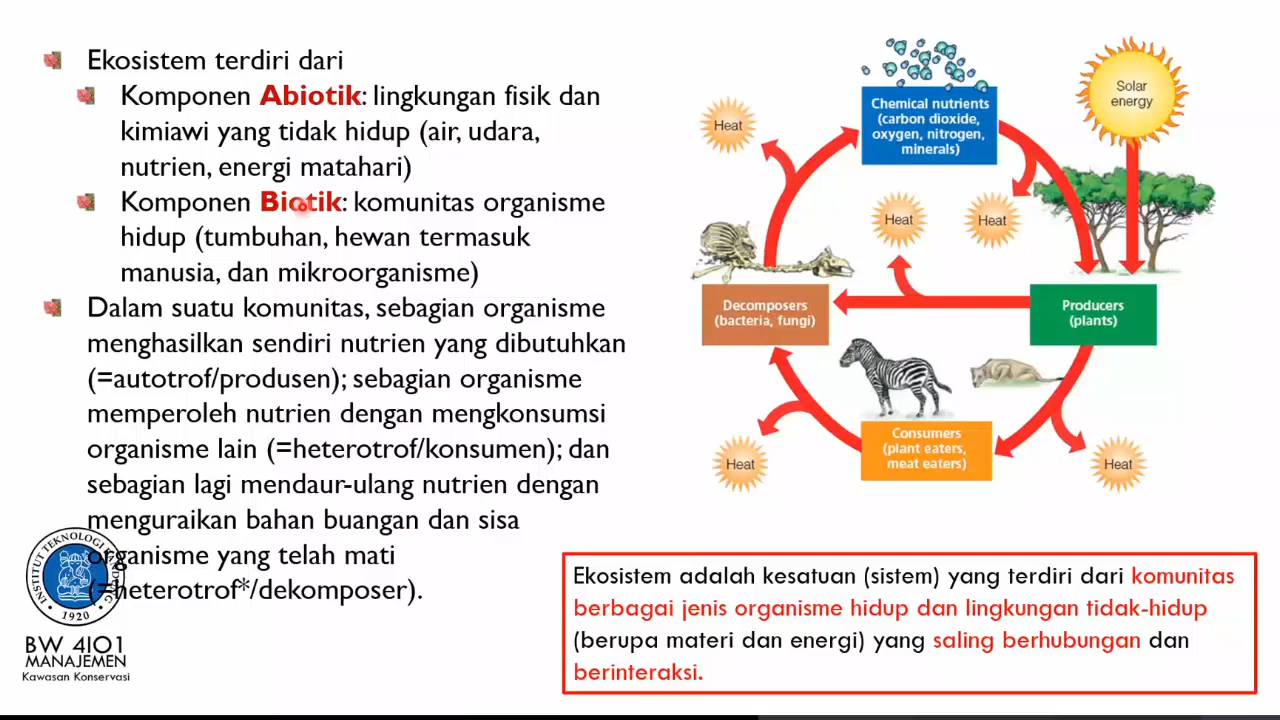 Ekosistem terdiri dari
Komponen Abiotik: lingkungan fisik dan
kimiawi yang tidak hidup (air, udara,
nutrien, energi matahari)
Komponen Biotik: komunitas organisme
hidup (tumbuhan, hewan termasuk
manusia, dan mikroorganisme)
Dalam suatu komunitas, sebagian organisme
menghasilkan sendiri nutrien yang dibutuhkan
(=autotrof/produsen); sebagian organisme
memperoleh nutrien dengan mengkonsumsi
organisme lain (=heterotrof/konsumen); dan
sebagian lagi mendaur-ulang nutrien dengan
menguraikan bahan buangan dan sisa
organisme yang telah mati
(=heterotrof*/dekomposer).
INSTITUT TEKNOLOGI BANDUNG
1920
BW 4101
MANAJEMEN
Kawasan Konservasi
Chemical nutrients
(carbon dioxide,
oxygen, nitrogen,
minerals)
Solar
energy
Heat
Heat
Heat
Decomposers
(bacteria, fungi)
Producers
(plants)
Consumers
(plant eaters,
meat eaters)
Heat
Heat
Ekosistem adalah kesatuan (sistem) yang terdiri dari komunitas
berbagai jenis organisme hidup dan lingkungan tidak-hidup
(berupa materi dan energi) yang saling berhubungan dan
berinteraksi.